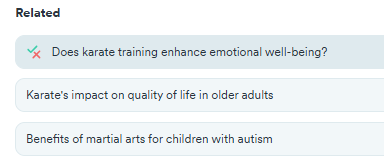 Related
Does karate training enhance emotional well-being?
Karate's impact on quality of life in older adults
Benefits of martial arts for children with autism